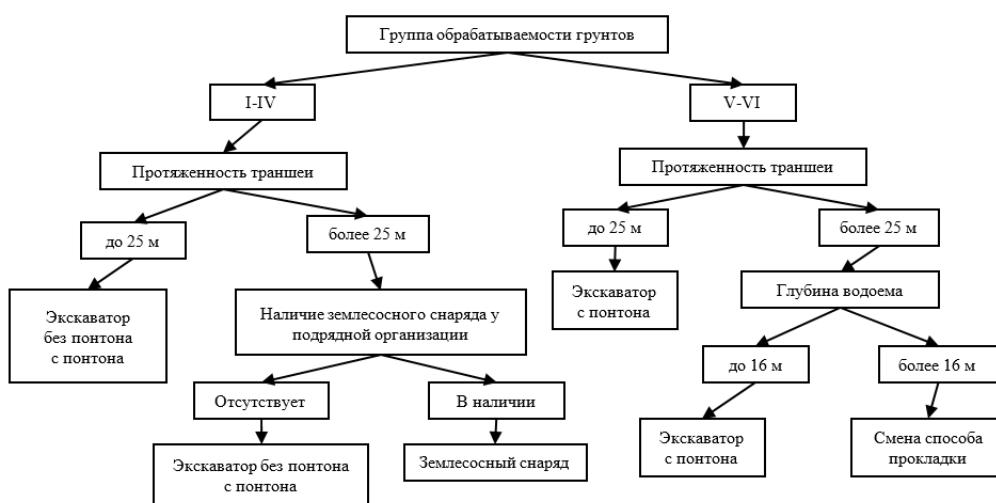 Группа обрабатываемости грунтов
I-IV
V-VI
Протяженность траншеи
Протяженность траншеи
до 25 м
более 25 м
до 25 м
более 25 м
Экскаватор
без понтона
с понтона
Наличие землесосного снаряда у
подрядной организации
Экскаватор
с понтона
Глубина водоема
Отсутствует
В наличии
до 16 м
более 16 м
Экскаватор без понтона
с понтона
Землесосный снаряд
Экскаватор
с понтона
Смена способа
прокладки